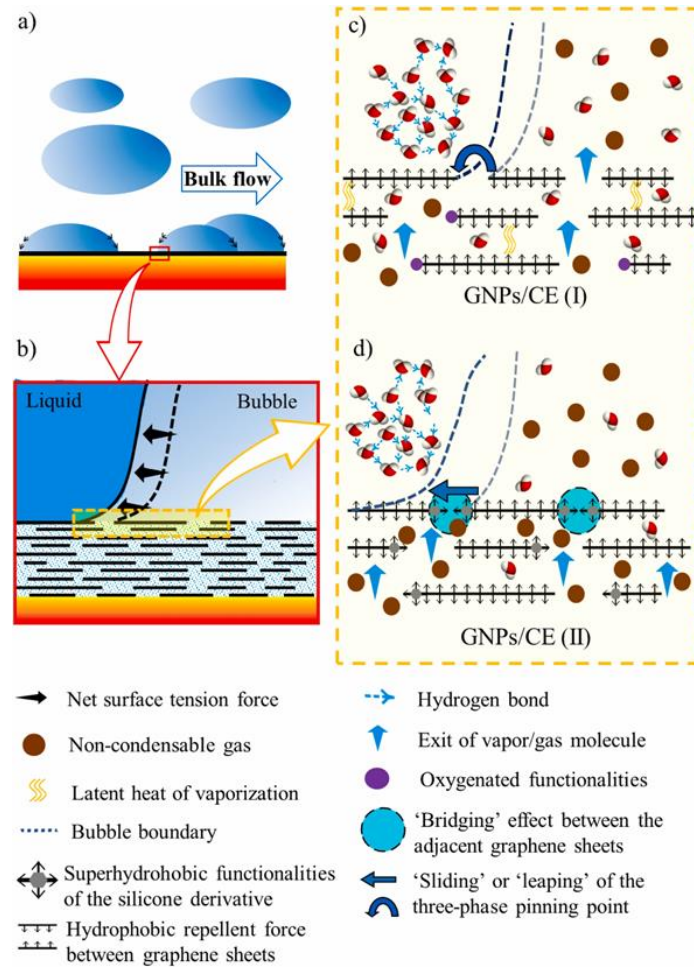 a)
Bulk flow
b)
Liquid
Bubble
c)
GNPs/CE (I)
d)
GNPs/CE (II)
Net surface tension force
Non-condensable gas
Latent heat of vaporization
Bubble boundary
Superhydrohobic functionalities
of the silicone derivative
Hydrophobic repellent force
between graphene sheets
Hydrogen bond
Exit of vapor/gas molecule
Oxygenated functionalities
‘Bridging’ effect between the
adjacent graphene sheets
‘Sliding’ or ‘leaping’ of the
three-phase pinning point